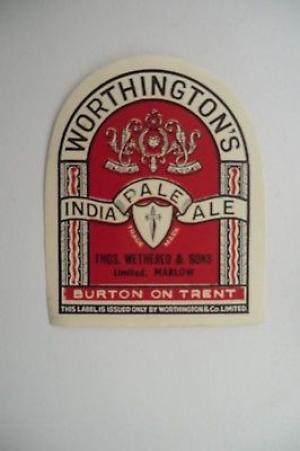 WORTHINGTON'S
INDIA PALE ALE
TRADE MARK
THOS. WETHERED & SONS
Limited, MARLOW
BURTON ON TRENT
THIS LABEL IS ISSUED ONLY BY WORTHINGTON & Co. LIMITED.